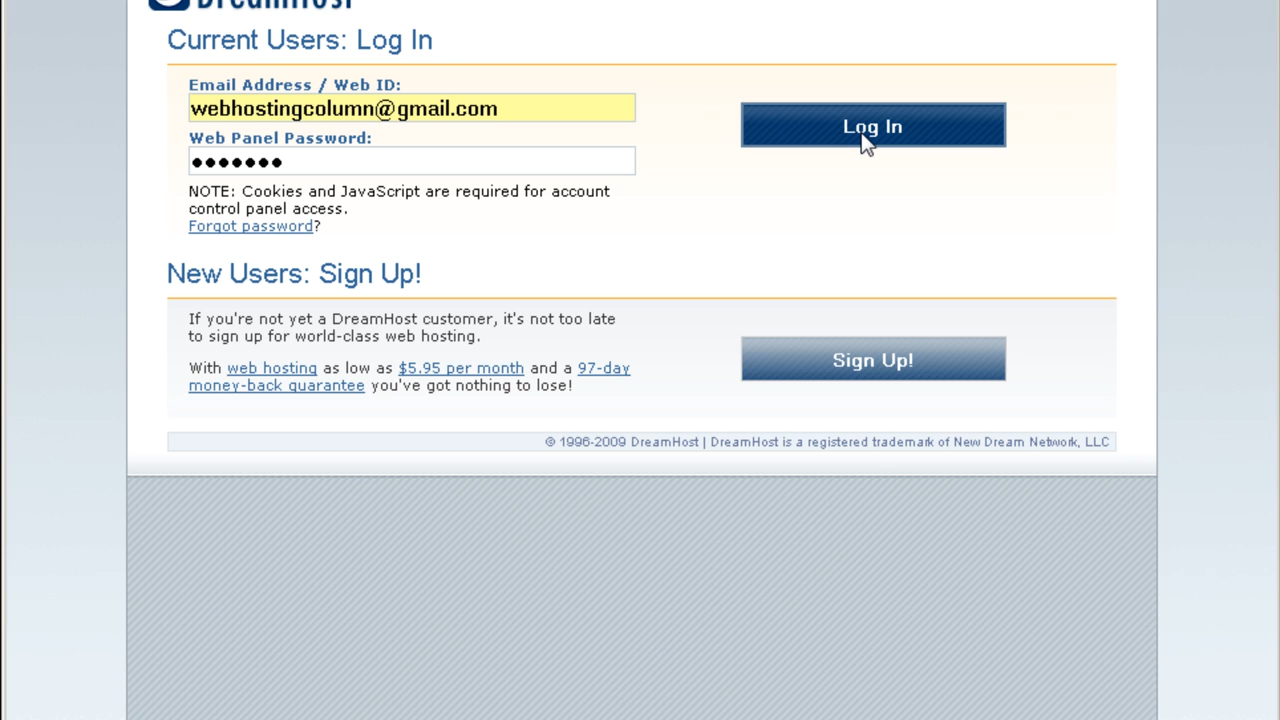 DreamHost
Current Users: Log In
Email Address / Web ID:
webhostingcolumn@gmail.com
Log In
Web Panel Password:
•••••••
NOTE: Cookies and JavaScript are required for account
control panel access.
Forgot password?
New Users: Sign Up!
If you're not yet a DreamHost customer, it's not too late
to sign up for world-class web hosting.
Sign Up!
With web hosting as low as $5.95 per month and a 97-day
money-back guarantee you've got nothing to lose!
© 1996-2009 DreamHost | DreamHost is a registered trademark of New Dream Network, LLC